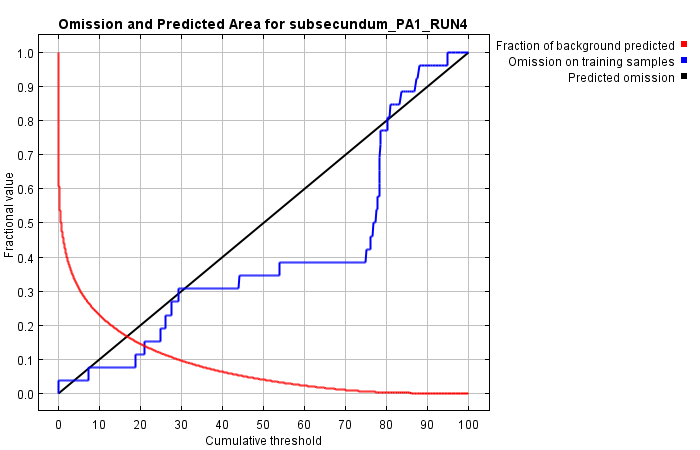 Omission and Predicted Area for subsecundum_PA1_RUN4
Fraction of background predicted
Omission on training samples
Predicted omission
Fractional value
1.0
0.9
0.8
0.7
0.6
0.5
0.4
0.3
0.2
0.1
0.0
0 10 20 30 40 50 60 70 80 90 100
Cumulative threshold